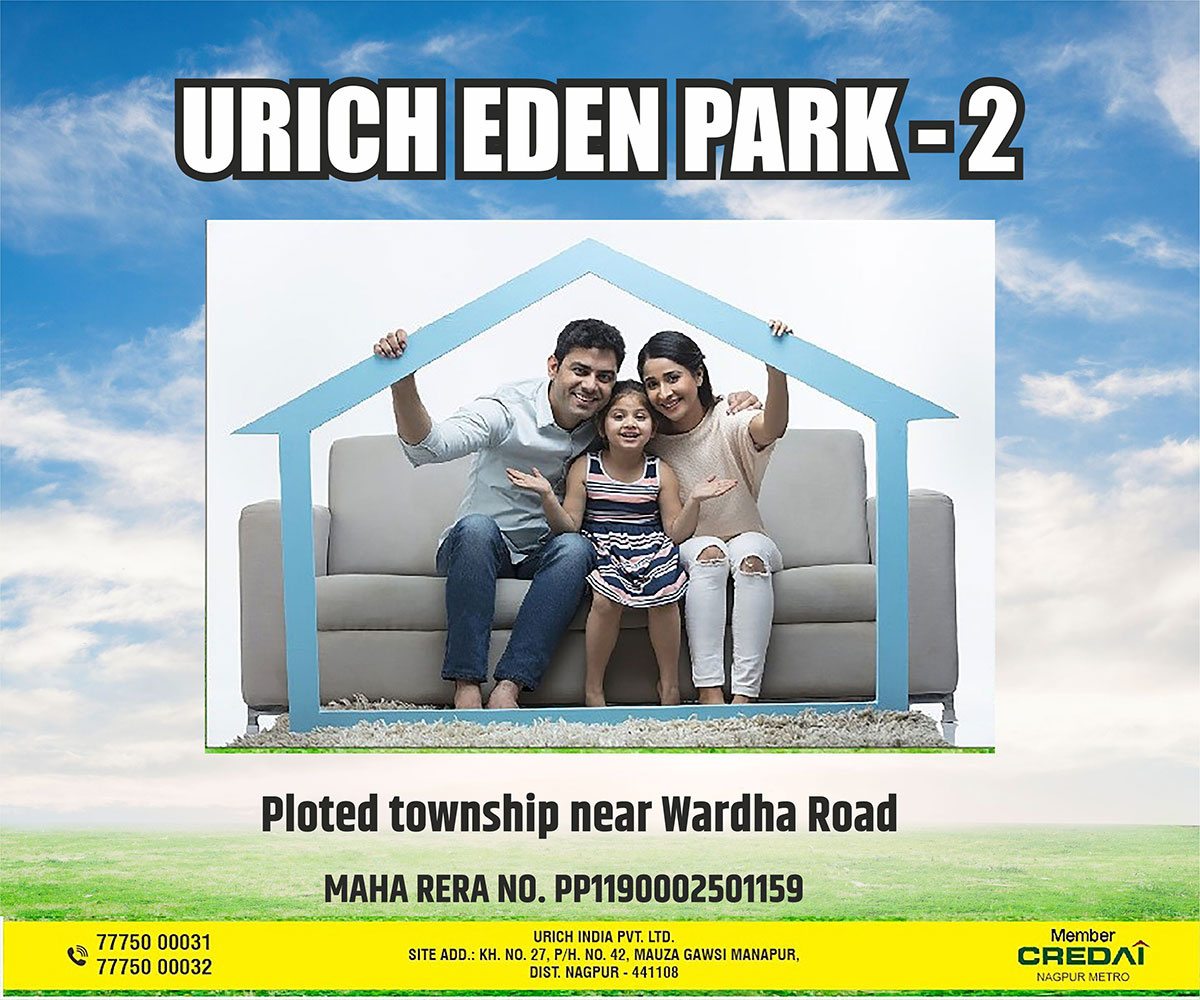 URICH EDEN PARK - 2
Ploted township near Wardha Road
MAHA RERA NO. PP1190002501159
77750 00031
77750 00032
URICH INDIA PVT. LTD.
SITE ADD.: KH. NO. 27, P/H. NO. 42, MAUZA GAWSI MANAPUR,
DIST. NAGPUR - 441108
Member
CREDAI
NAGPUR METRO